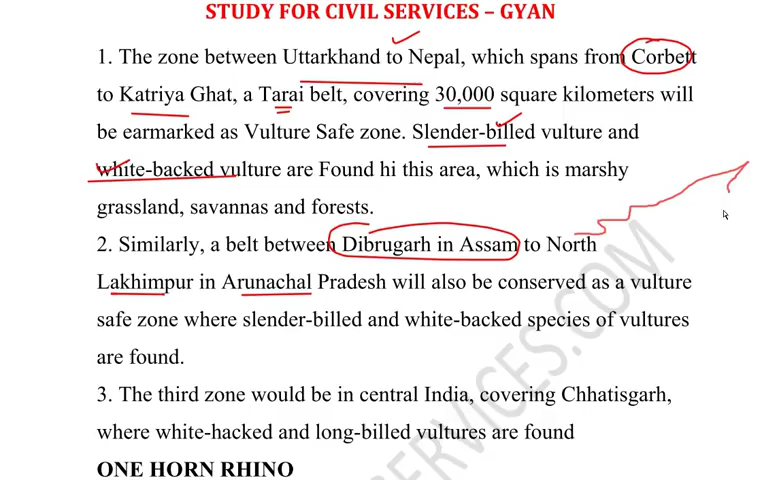 STUDY FOR CIVIL SERVICES – GYAN
1. The zone between Uttarkhand to Nepal, which spans from Corbett
to Katriya Ghat, a Tarai belt, covering 30,000 square kilometers will
be earmarked as Vulture Safe zone. Slender-billed vulture and
white-backed vulture are Found hi this area, which is marshy
grassland, savannas and forests.
2. Similarly, a belt between Dibrugarh in Assam to North
Lakhimpur in Arunachal Pradesh will also be conserved as a vulture
safe zone where slender-billed and white-backed species of vultures
are found.
3. The third zone would be in central India, covering Chhatisgarh,
where white-hacked and long-billed vultures are found
ONE HORN RHINO
SERVICES.COM